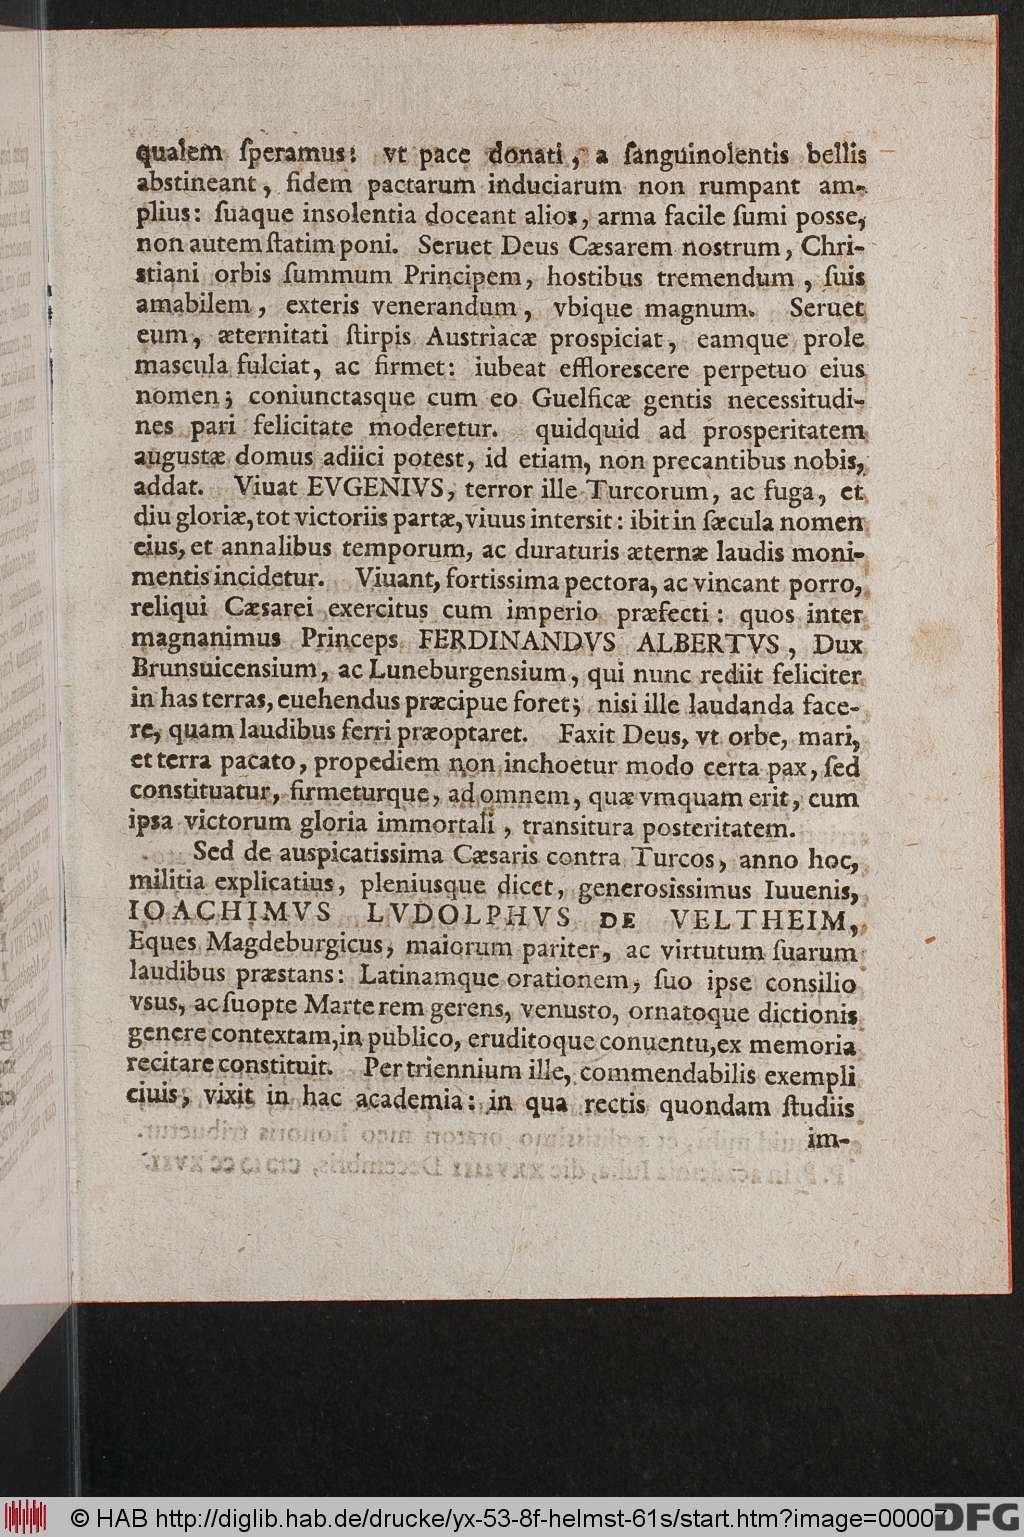 qualem ſperamus: vt pace donati, a ſanguinolentis bellis
abstineant, fidem pactarum induciarum non rumpant am-
plius: ſuaque insolentia doceant alios, arma facile ſumi posse,
non autem ſtatim poni. Seruet Deus Cæsarem nostrum, Chri-
stiani orbis ſummum Principem, hostibus tremendum, ſuis
amabilem, exteris venerandum, vbique magnum. Seruet
eum, æternitati ſtirpis Austriacæ prospiciat, eamque prole
mascula fulciat, ac firmet: iubeat efflorescere perpetuo eius
nomen; coniunctasque cum eo Guelficæ gentis necessitudi-
nes pari felicitate moderetur. quidquid ad prosperitatem
augustæ domus adiici potest, id etiam, non precantibus nobis,
addat. Viuat EVGENIVS, terror ille Turcorum, ac fuga, et
diu gloriæ, tot victoriis partæ, viuus intersit: ibit in ſæcula nomen
eius, et annalibus temporum, ac duraturis æternæ laudis moni-
mentis incidetur. Viuant, fortissima pectora, ac vincant porro,
reliqui Cæsarei exercitus cum imperio præfecti: quos inter
magnanimus Princeps FERDINANDVS ALBERTVS, Dux
Brunsuicensium, ac Luneburgensium, qui nunc rediit feliciter
in has terras, euehendus præcipue foret; nisi ille laudanda face-
re, quam laudibus ferri præoptaret. Faxit Deus, vt orbe, mari,
et terra pacato, propediem non inchoetur modo certa pax, ſed
constituatur, firmeturque, ad omnem, quæ vmquam erit, cum
ipsa victorum gloria immortali, transitura posteritatem.
Sed de auspicatissima Cæsaris contra Turcos, anno hoc,
militia explicatius, pleniusque dicet, generosissimus Iuuenis,
IOACHIMVS LVDOLPHVS DE VELTHEIM,
Eques Magdeburgicus, maiorum pariter, ac virtutum ſuarum
laudibus præstans: Latinamque orationem, ſuo ipse consilio
vsus, ac ſuopte Marte rem gerens, venusto, ornatoque dictionis
genere contextam, in publico, eruditoque conuentu, ex memoria
recitare constituit. Per triennium ille, commendabilis exempli
ciuis, vixit in hac academia: in qua rectis quondam ſtudiis
im-
© HAB http://diglib.hab.de/drucke/yx-53-8f-helmst-61s/start.htm?image=00007
DFG